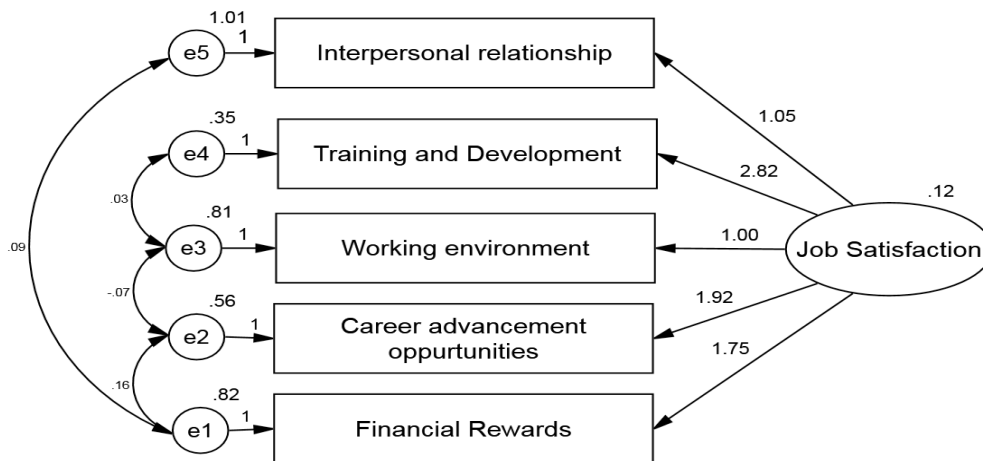 1.01
e5
1
Interpersonal relationship
1.05
.35
e4
1
Training and Development
2.82
.03
.12
.81
e3
1
Working environment
1.00
Job Satisfaction
.09
-.07
.56
e2
1
Career advancement
oppurtunities
1.92
1.75
.16
.82
e1
1
Financial Rewards